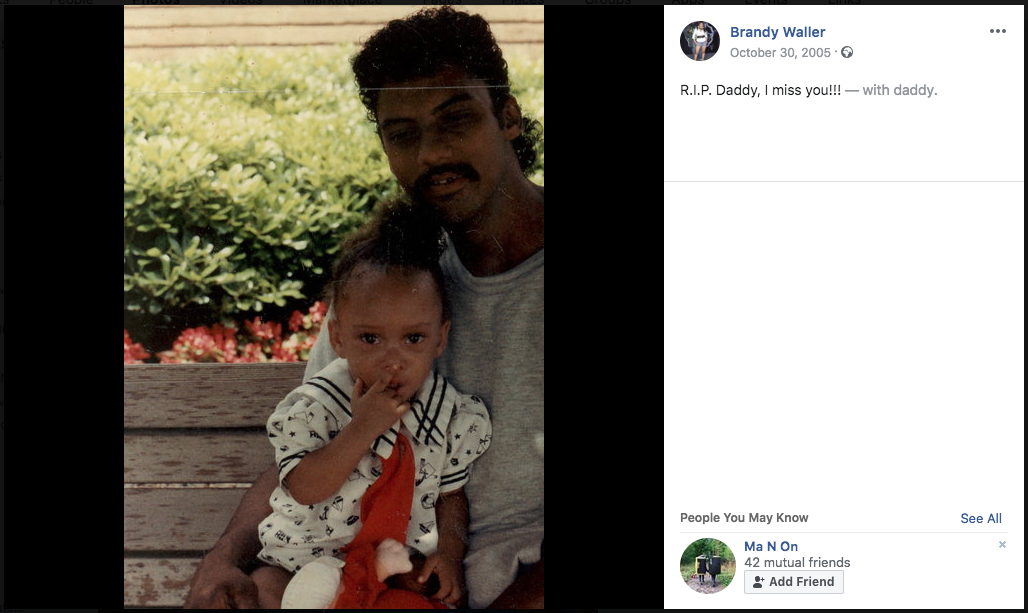 Brandy Waller
October 30, 2005 ·
R.I.P. Daddy, I miss you!!! — with daddy.
People You May Know
See All
Ma N On
42 mutual friends
Add Friend